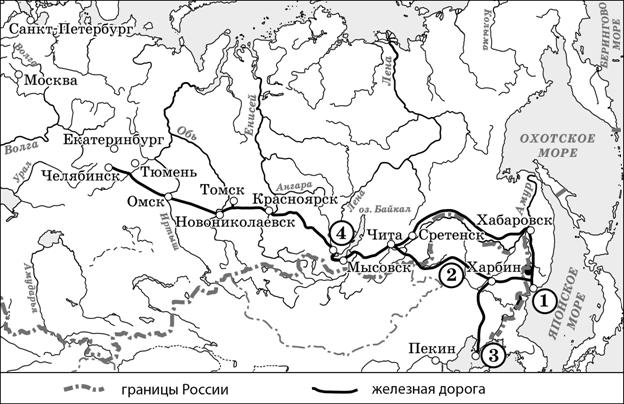 Санкт-Петербург
Волга
Москва
Волга
Урал
Екатеринбург
Челябинск
Тюмень
Омск
Обь
Иртыш
Томск
Новониколаевск
Енисей
Красноярск
Ангара
Лена
Лена
оз. Байкал
4
Мысовск
Чита
Сретенск
2
Харбин
Хабаровск
Амур
1
3
Пекин
Колыма
БЕРИНГОВО
МОРЕ
ОХОТСКОЕ
МОРЕ
ЯПОНСКОЕ
МОРЕ
Амударья
границы России
железная дорога